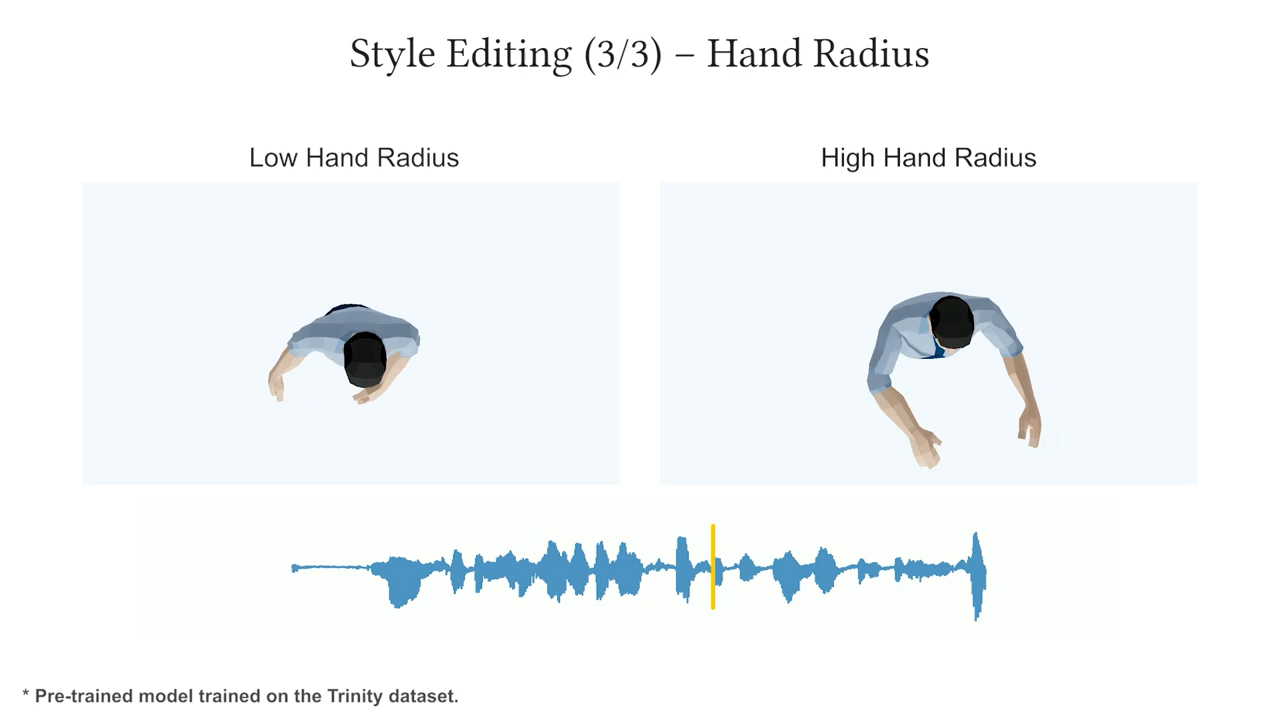 Style Editing (3/3) – Hand Radius
Low Hand Radius
High Hand Radius
* Pre-trained model trained on the Trinity dataset.